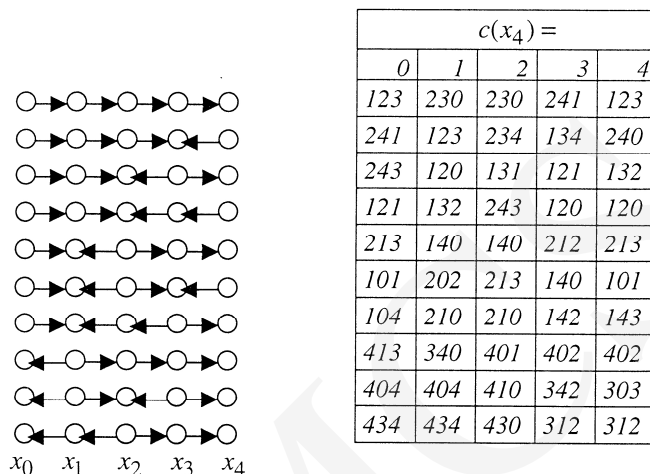 c(x4) =
0 1 2 3 4
123 230 230 241 123
241 123 234 134 240
243 120 131 121 132
121 132 243 120 120
213 140 140 212 213
101 202 213 140 101
104 210 210 142 143
413 340 401 402 402
404 404 410 342 303
434 434 430 312 312
x0 x1 x2 x3 x4